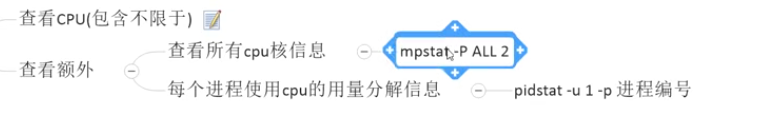 查看CPU(包含不限于)
查看所有cpu核信息 mpstat -P ALL 2
查看额外
每个进程使用cpu的用量分解信息 pidstat -u 1 -p 进程编号